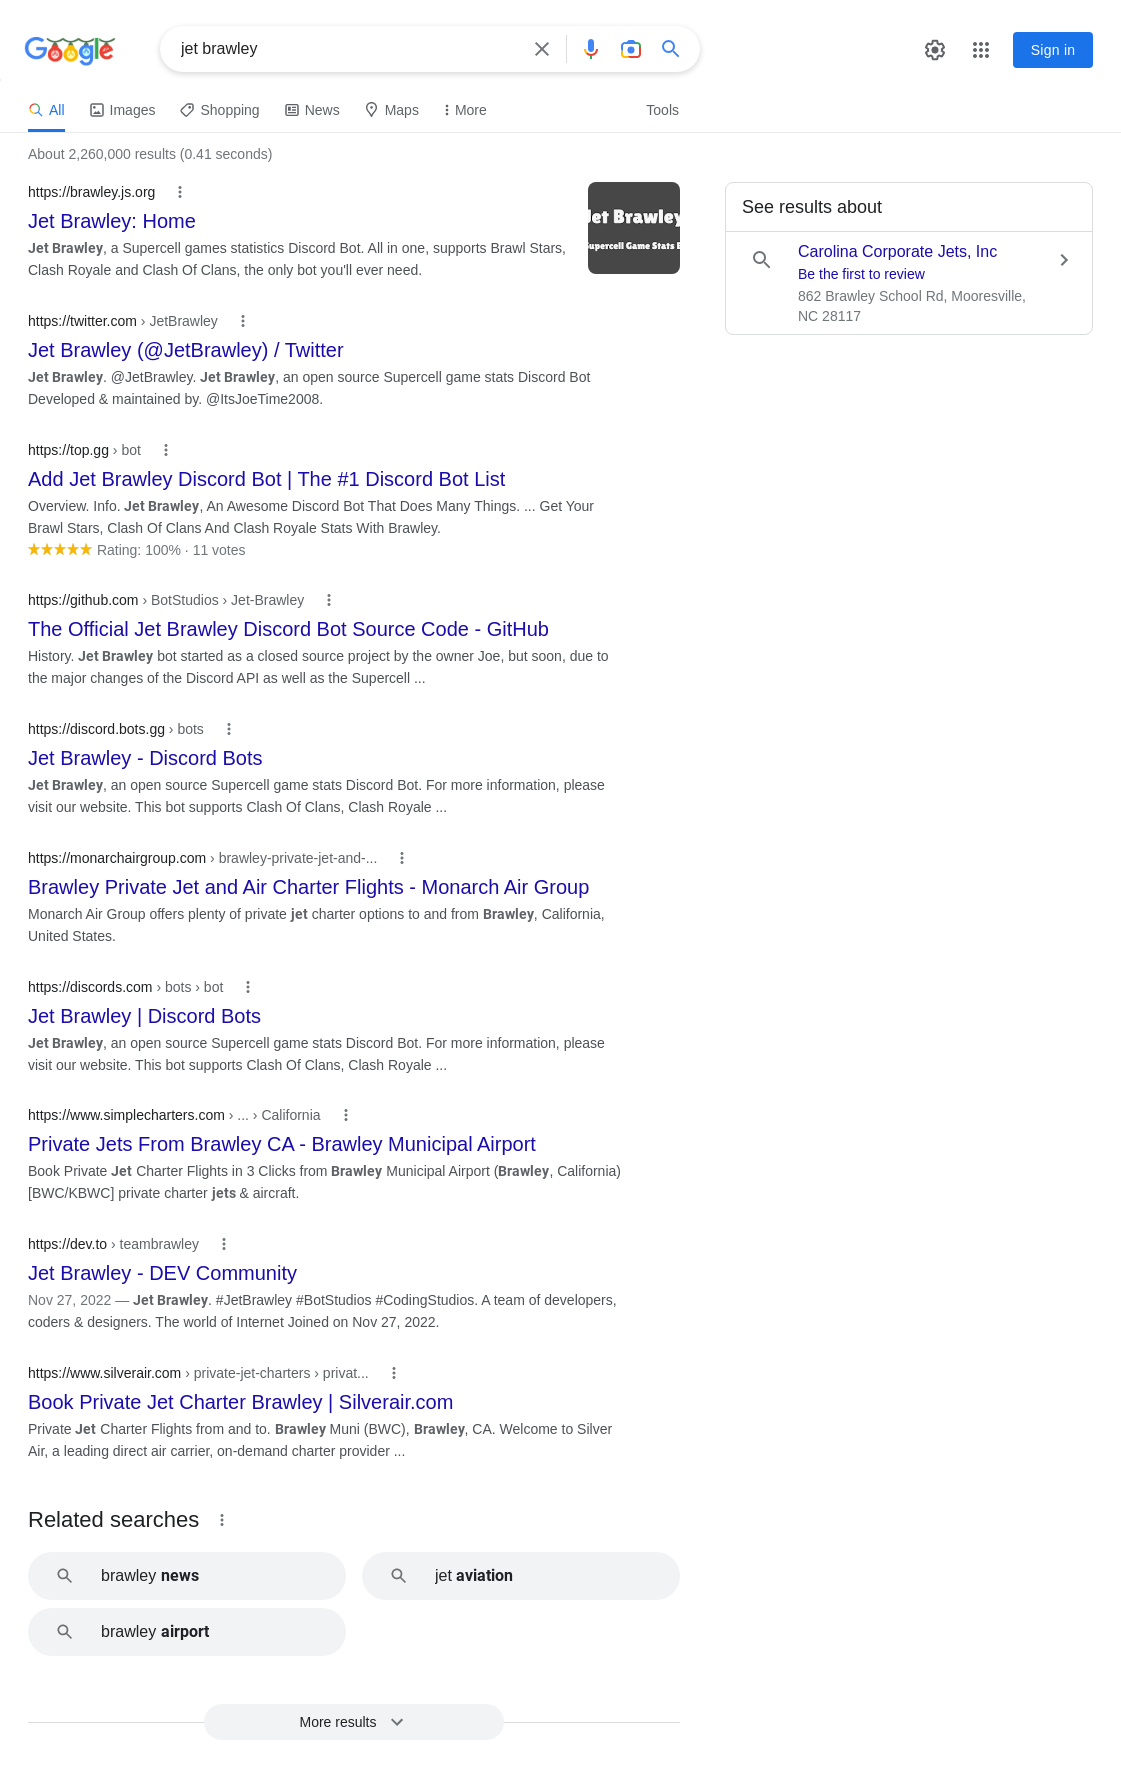 Google
jet brawley
Sign in
All
Images
Shopping
News
Maps
More
Tools
About 2,260,000 results (0.41 seconds)
https://brawley.js.org
Jet Brawley: Home
Jet Brawley, a Supercell games statistics Discord Bot. All in one, supports Brawl Stars,
Clash Royale and Clash Of Clans, the only bot you'll ever need.
Jet Brawley
Supercell Game Stats B
See results about
Carolina Corporate Jets, Inc
Be the first to review
862 Brawley School Rd, Mooresville,
NC 28117
https://twitter.com › JetBrawley
Jet Brawley (@JetBrawley) / Twitter
Jet Brawley. @JetBrawley. Jet Brawley, an open source Supercell game stats Discord Bot
Developed & maintained by. @ItsJoeTime2008.
https://top.gg › bot
Add Jet Brawley Discord Bot | The #1 Discord Bot List
Overview. Info. Jet Brawley, An Awesome Discord Bot That Does Many Things. ... Get Your
Brawl Stars, Clash Of Clans And Clash Royale Stats With Brawley.
Rating: 100% · 11 votes
https://github.com › BotStudios › Jet-Brawley
The Official Jet Brawley Discord Bot Source Code - GitHub
History. Jet Brawley bot started as a closed source project by the owner Joe, but soon, due to
the major changes of the Discord API as well as the Supercell ...
https://discord.bots.gg › bots
Jet Brawley - Discord Bots
Jet Brawley, an open source Supercell game stats Discord Bot. For more information, please
visit our website. This bot supports Clash Of Clans, Clash Royale ...
https://monarchairgroup.com › brawley-private-jet-and-...
Brawley Private Jet and Air Charter Flights - Monarch Air Group
Monarch Air Group offers plenty of private jet charter options to and from Brawley, California,
United States.
https://discords.com › bots › bot
Jet Brawley | Discord Bots
Jet Brawley, an open source Supercell game stats Discord Bot. For more information, please
visit our website. This bot supports Clash Of Clans, Clash Royale ...
https://www.simplecharters.com › ... › California
Private Jets From Brawley CA - Brawley Municipal Airport
Book Private Jet Charter Flights in 3 Clicks from Brawley Municipal Airport (Brawley, California)
[BWC/KBWC] private charter jets & aircraft.
https://dev.to › teambrawley
Jet Brawley - DEV Community
Nov 27, 2022 — Jet Brawley. #JetBrawley #BotStudios #CodingStudios. A team of developers,
coders & designers. The world of Internet Joined on Nov 27, 2022.
https://www.silverair.com › private-jet-charters › privat...
Book Private Jet Charter Brawley | Silverair.com
Private Jet Charter Flights from and to. Brawley Muni (BWC), Brawley, CA. Welcome to Silver
Air, a leading direct air carrier, on-demand charter provider ...
Related searches
brawley news
jet aviation
brawley airport
More results